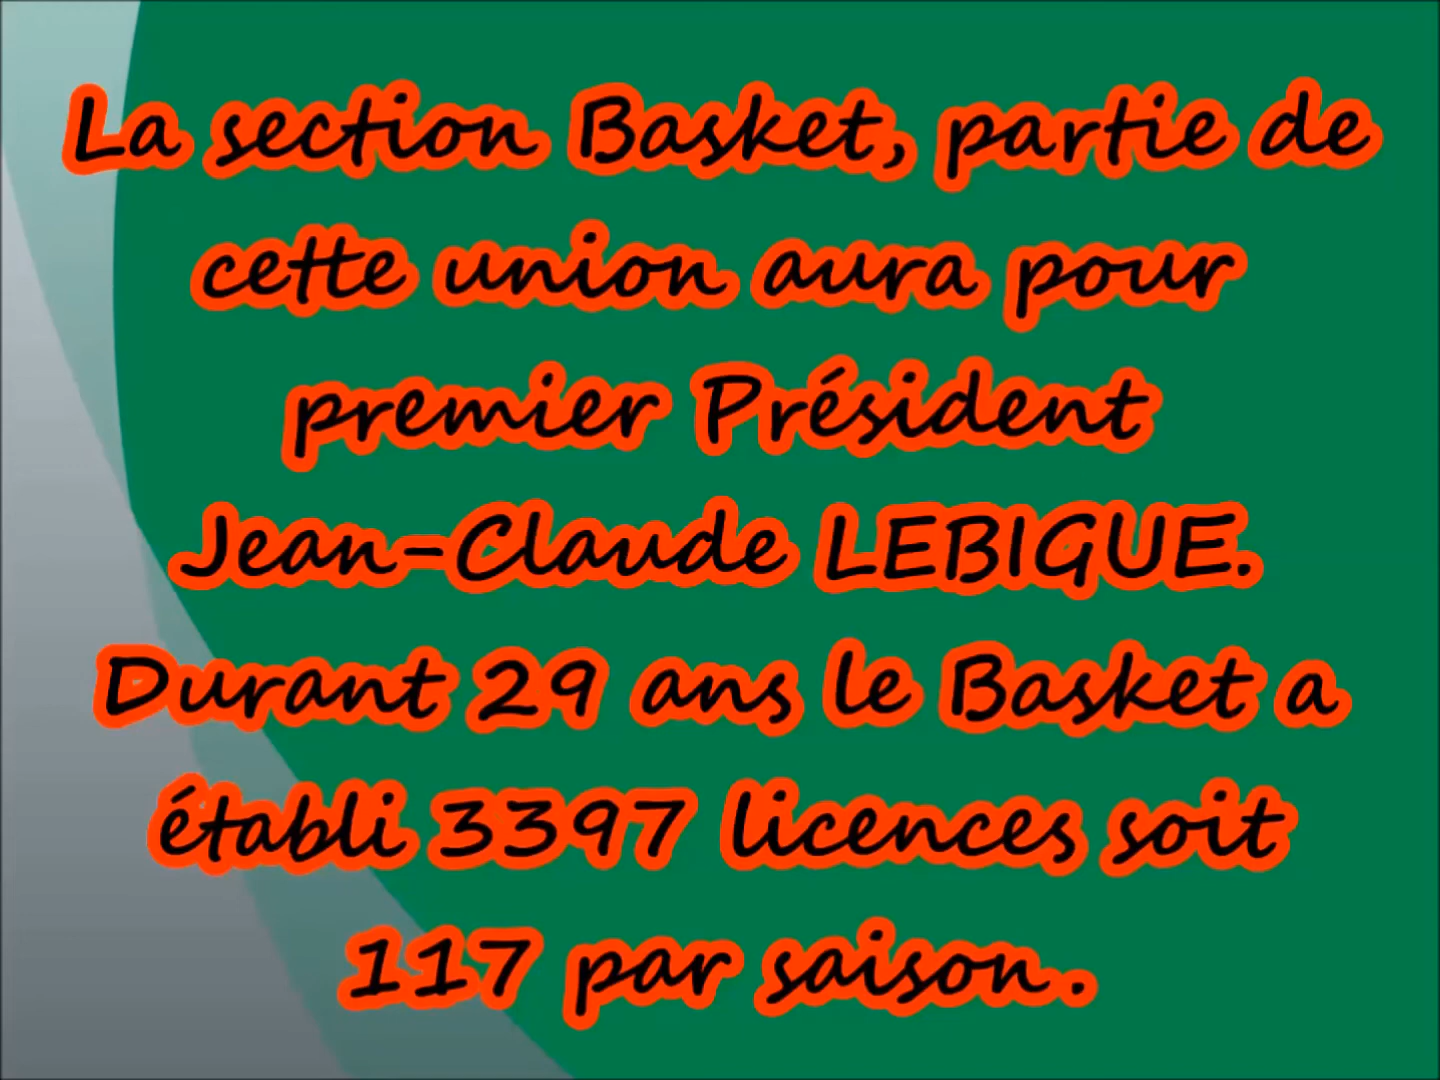 La section Basket, partie de
cette union aura pour
premier Président
Jean-Claude LEBIGUE.
Durant 29 ans le Basket a
établi 3397 licences soit
117 par saison.